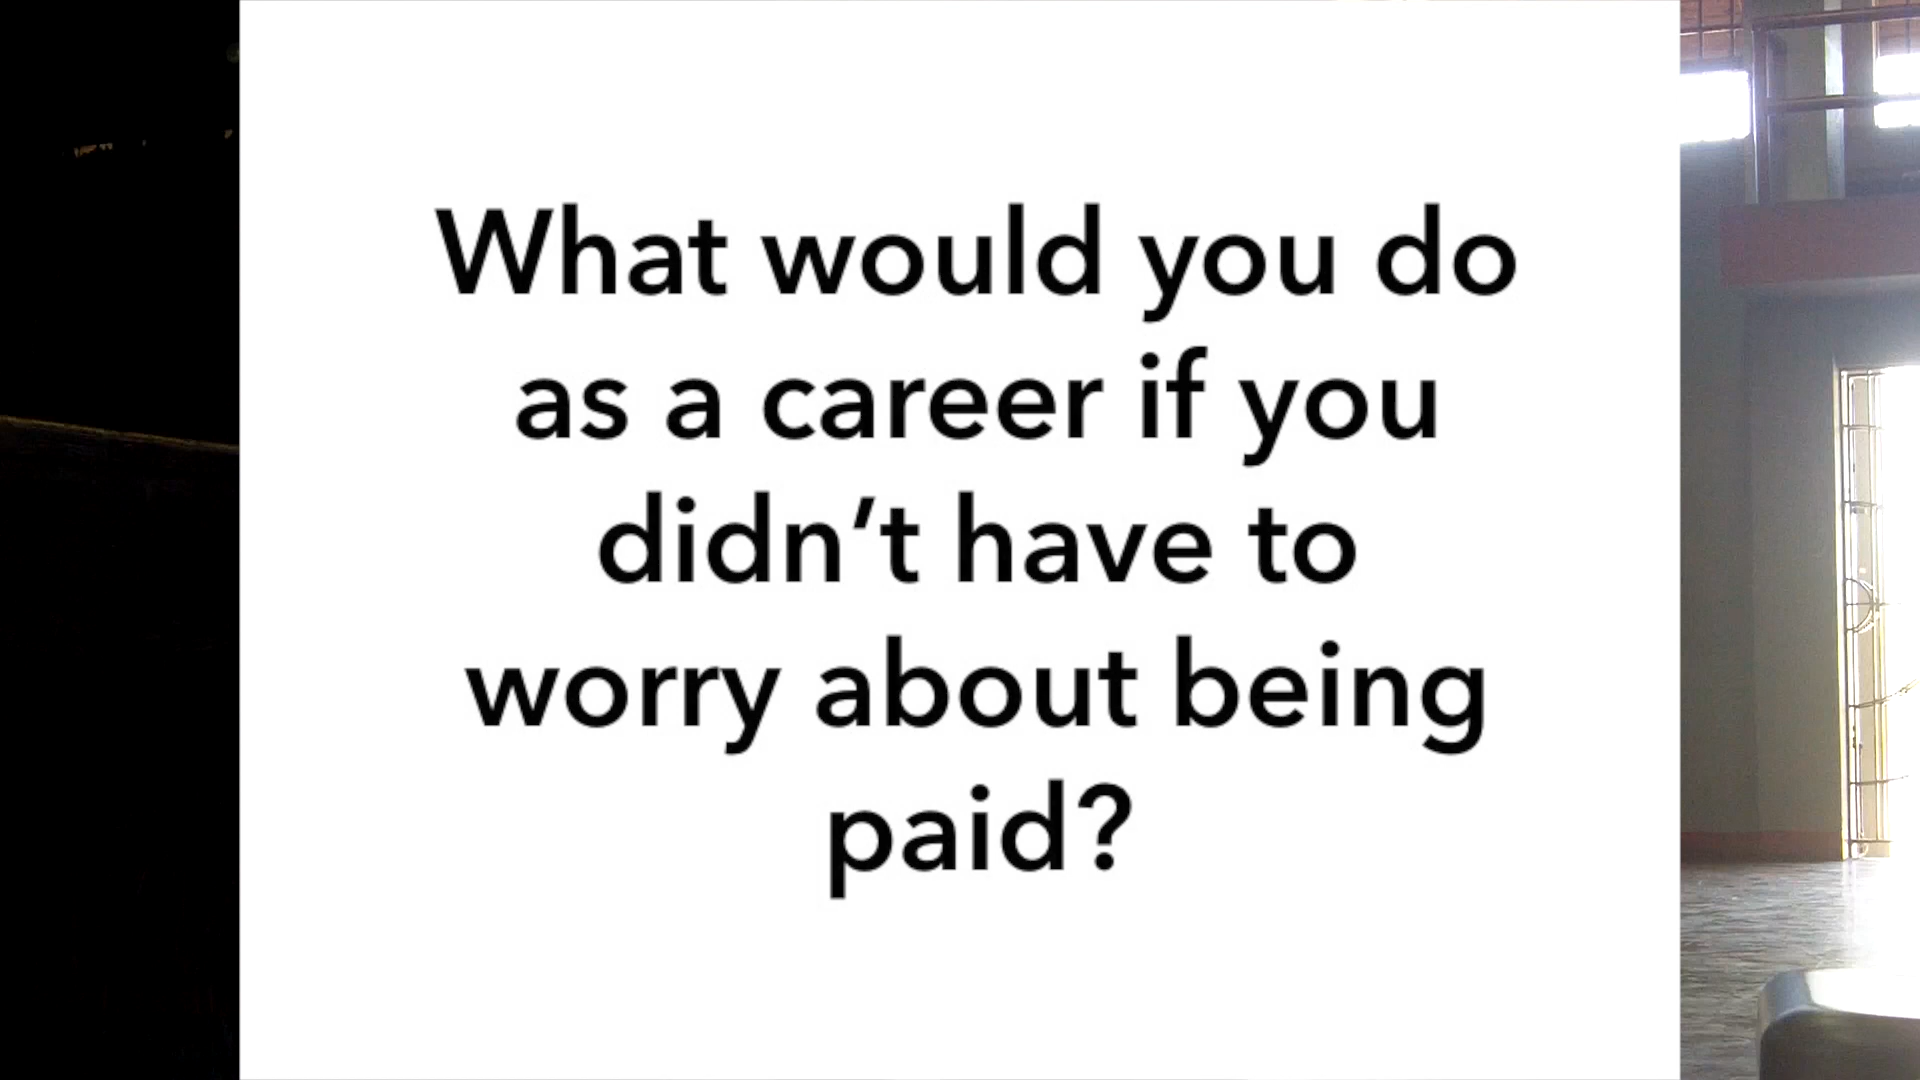 What would you do
as a career if you
didn’t have to
worry about being
paid?